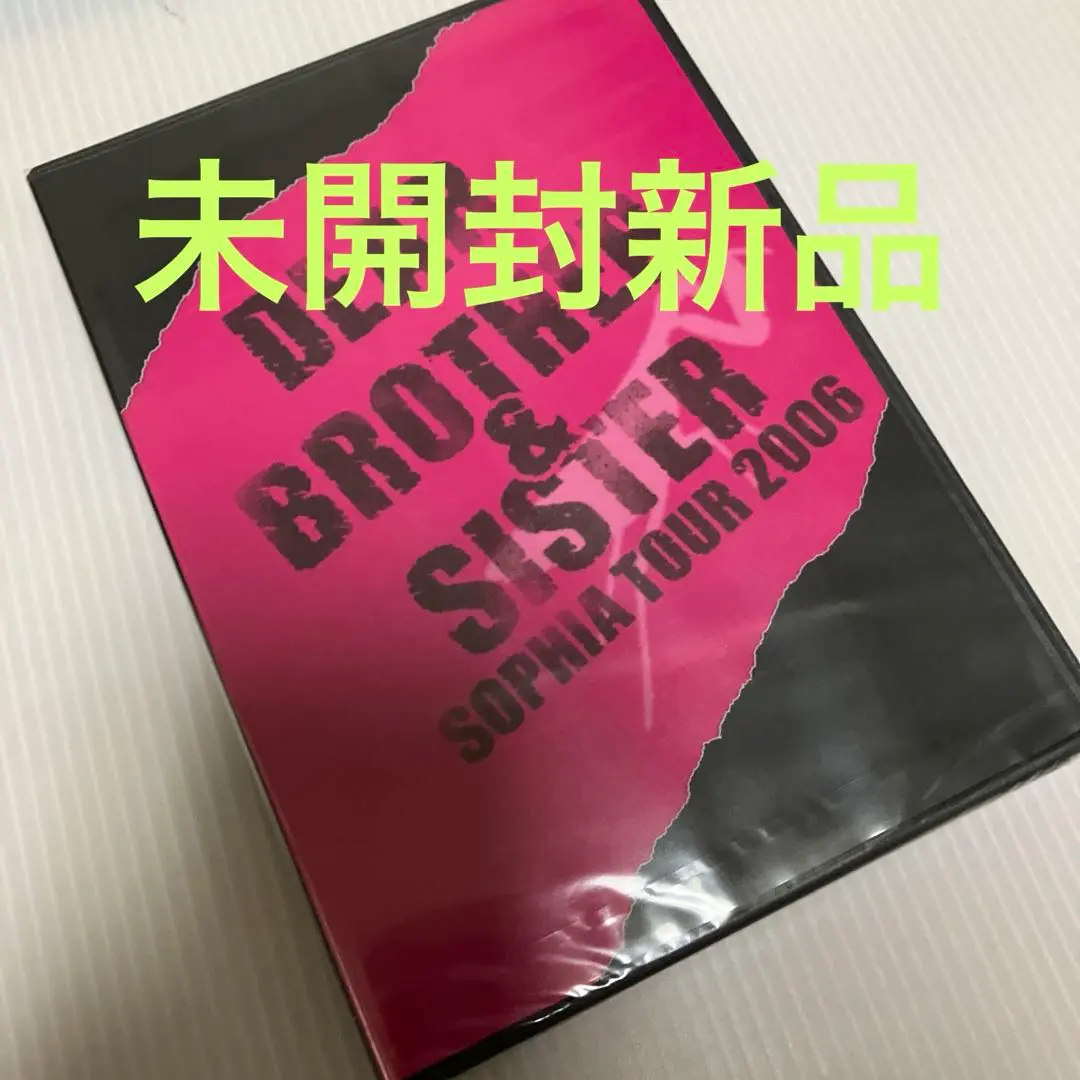 未開封新品
DEAR
BROTHER
&
SISTER
SOPHIA TOUR 2006